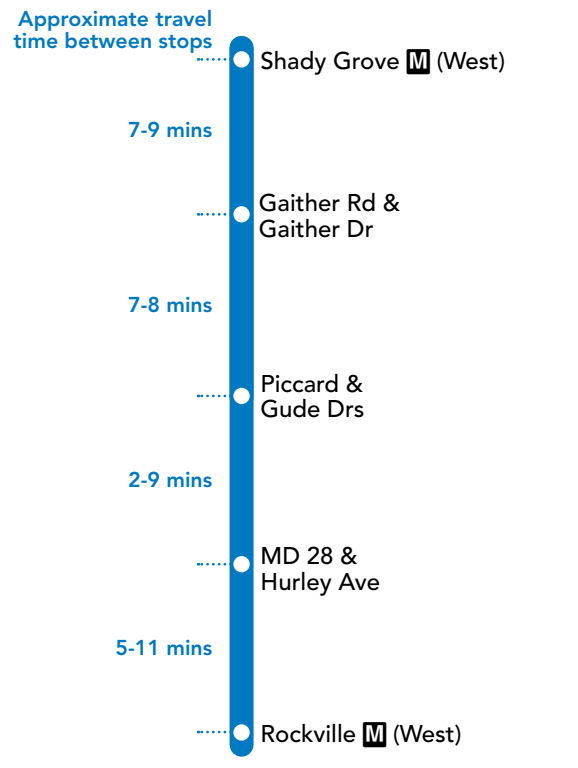 Approximate travel
time between stops
Shady Grove M (West)
7-9 mins
Gaither Rd &
Gaither Dr
7-8 mins
Piccard &
Gude Drs
2-9 mins
MD 28 &
Hurley Ave
5-11 mins
Rockville M (West)